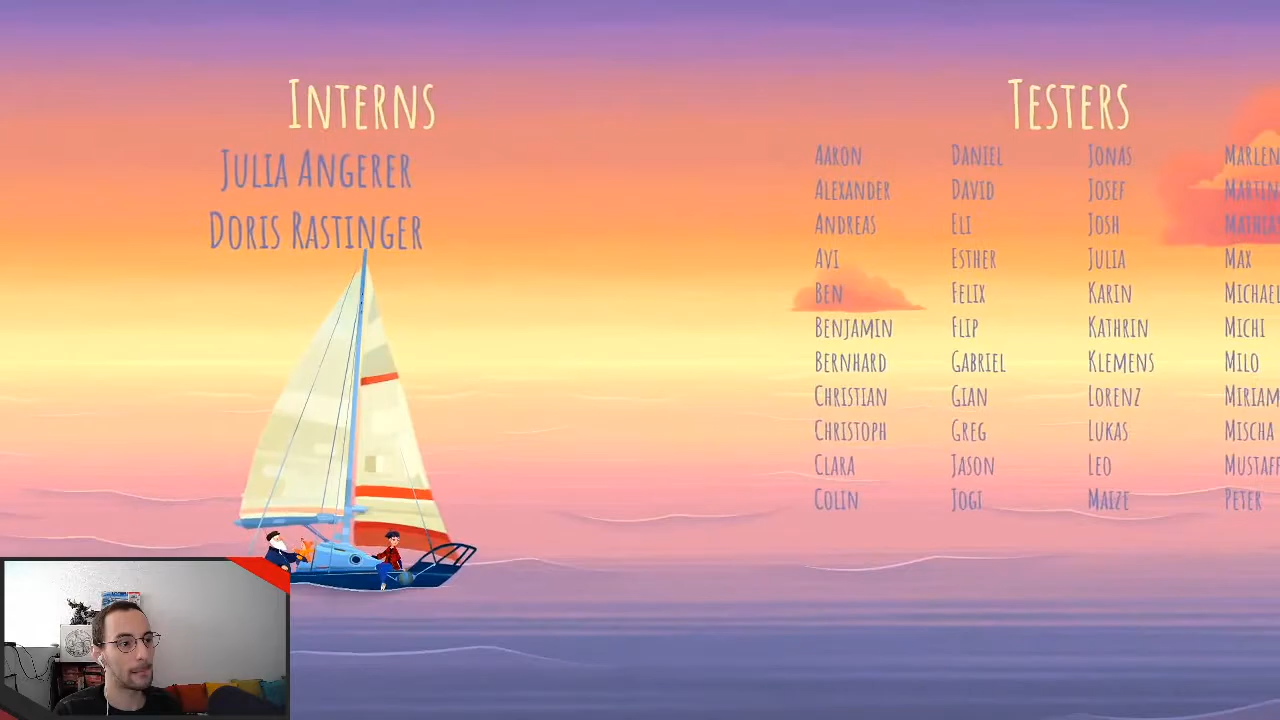 Interns
Julia Angerer
Doris Rastinger
Testers
Aaron Daniel Jonas
Alexander David Josef
Andreas Eli Josh
Avi Esther Julia Max
Ben Felix Karin Michael
Benjamin Flip Kathrin Michi
Bernhard Gabriel Klemens Milo
Christian Gian Lorenz Miriam
Christoph Greg Lukas Mischa
Clara Jason Leo
Colin Jogi Maize Peter